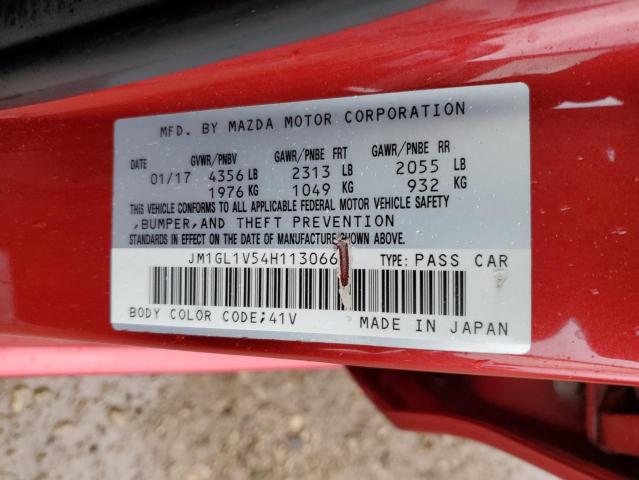 MFD. BY MAZDA MOTOR CORPORATION
DATE GVWR/PNBV GAWR/PNBE FRT GAWR/PNBE RR
01/17 4356 LB 2313 LB 2055 LB
1976 KG 1049 KG 932 KG
THIS VEHICLE CONFORMS TO ALL APPLICABLE FEDERAL MOTOR VEHICLE SAFETY
,BUMPER,AND THEFT PREVENTION
STANDARDS IN EFFECT ON THE DATE OF MANUFACTURE SHOWN ABOVE.
JM1GL1V54H113066 TYPE: PASS CAR
BODY COLOR CODE;41V MADE IN JAPAN